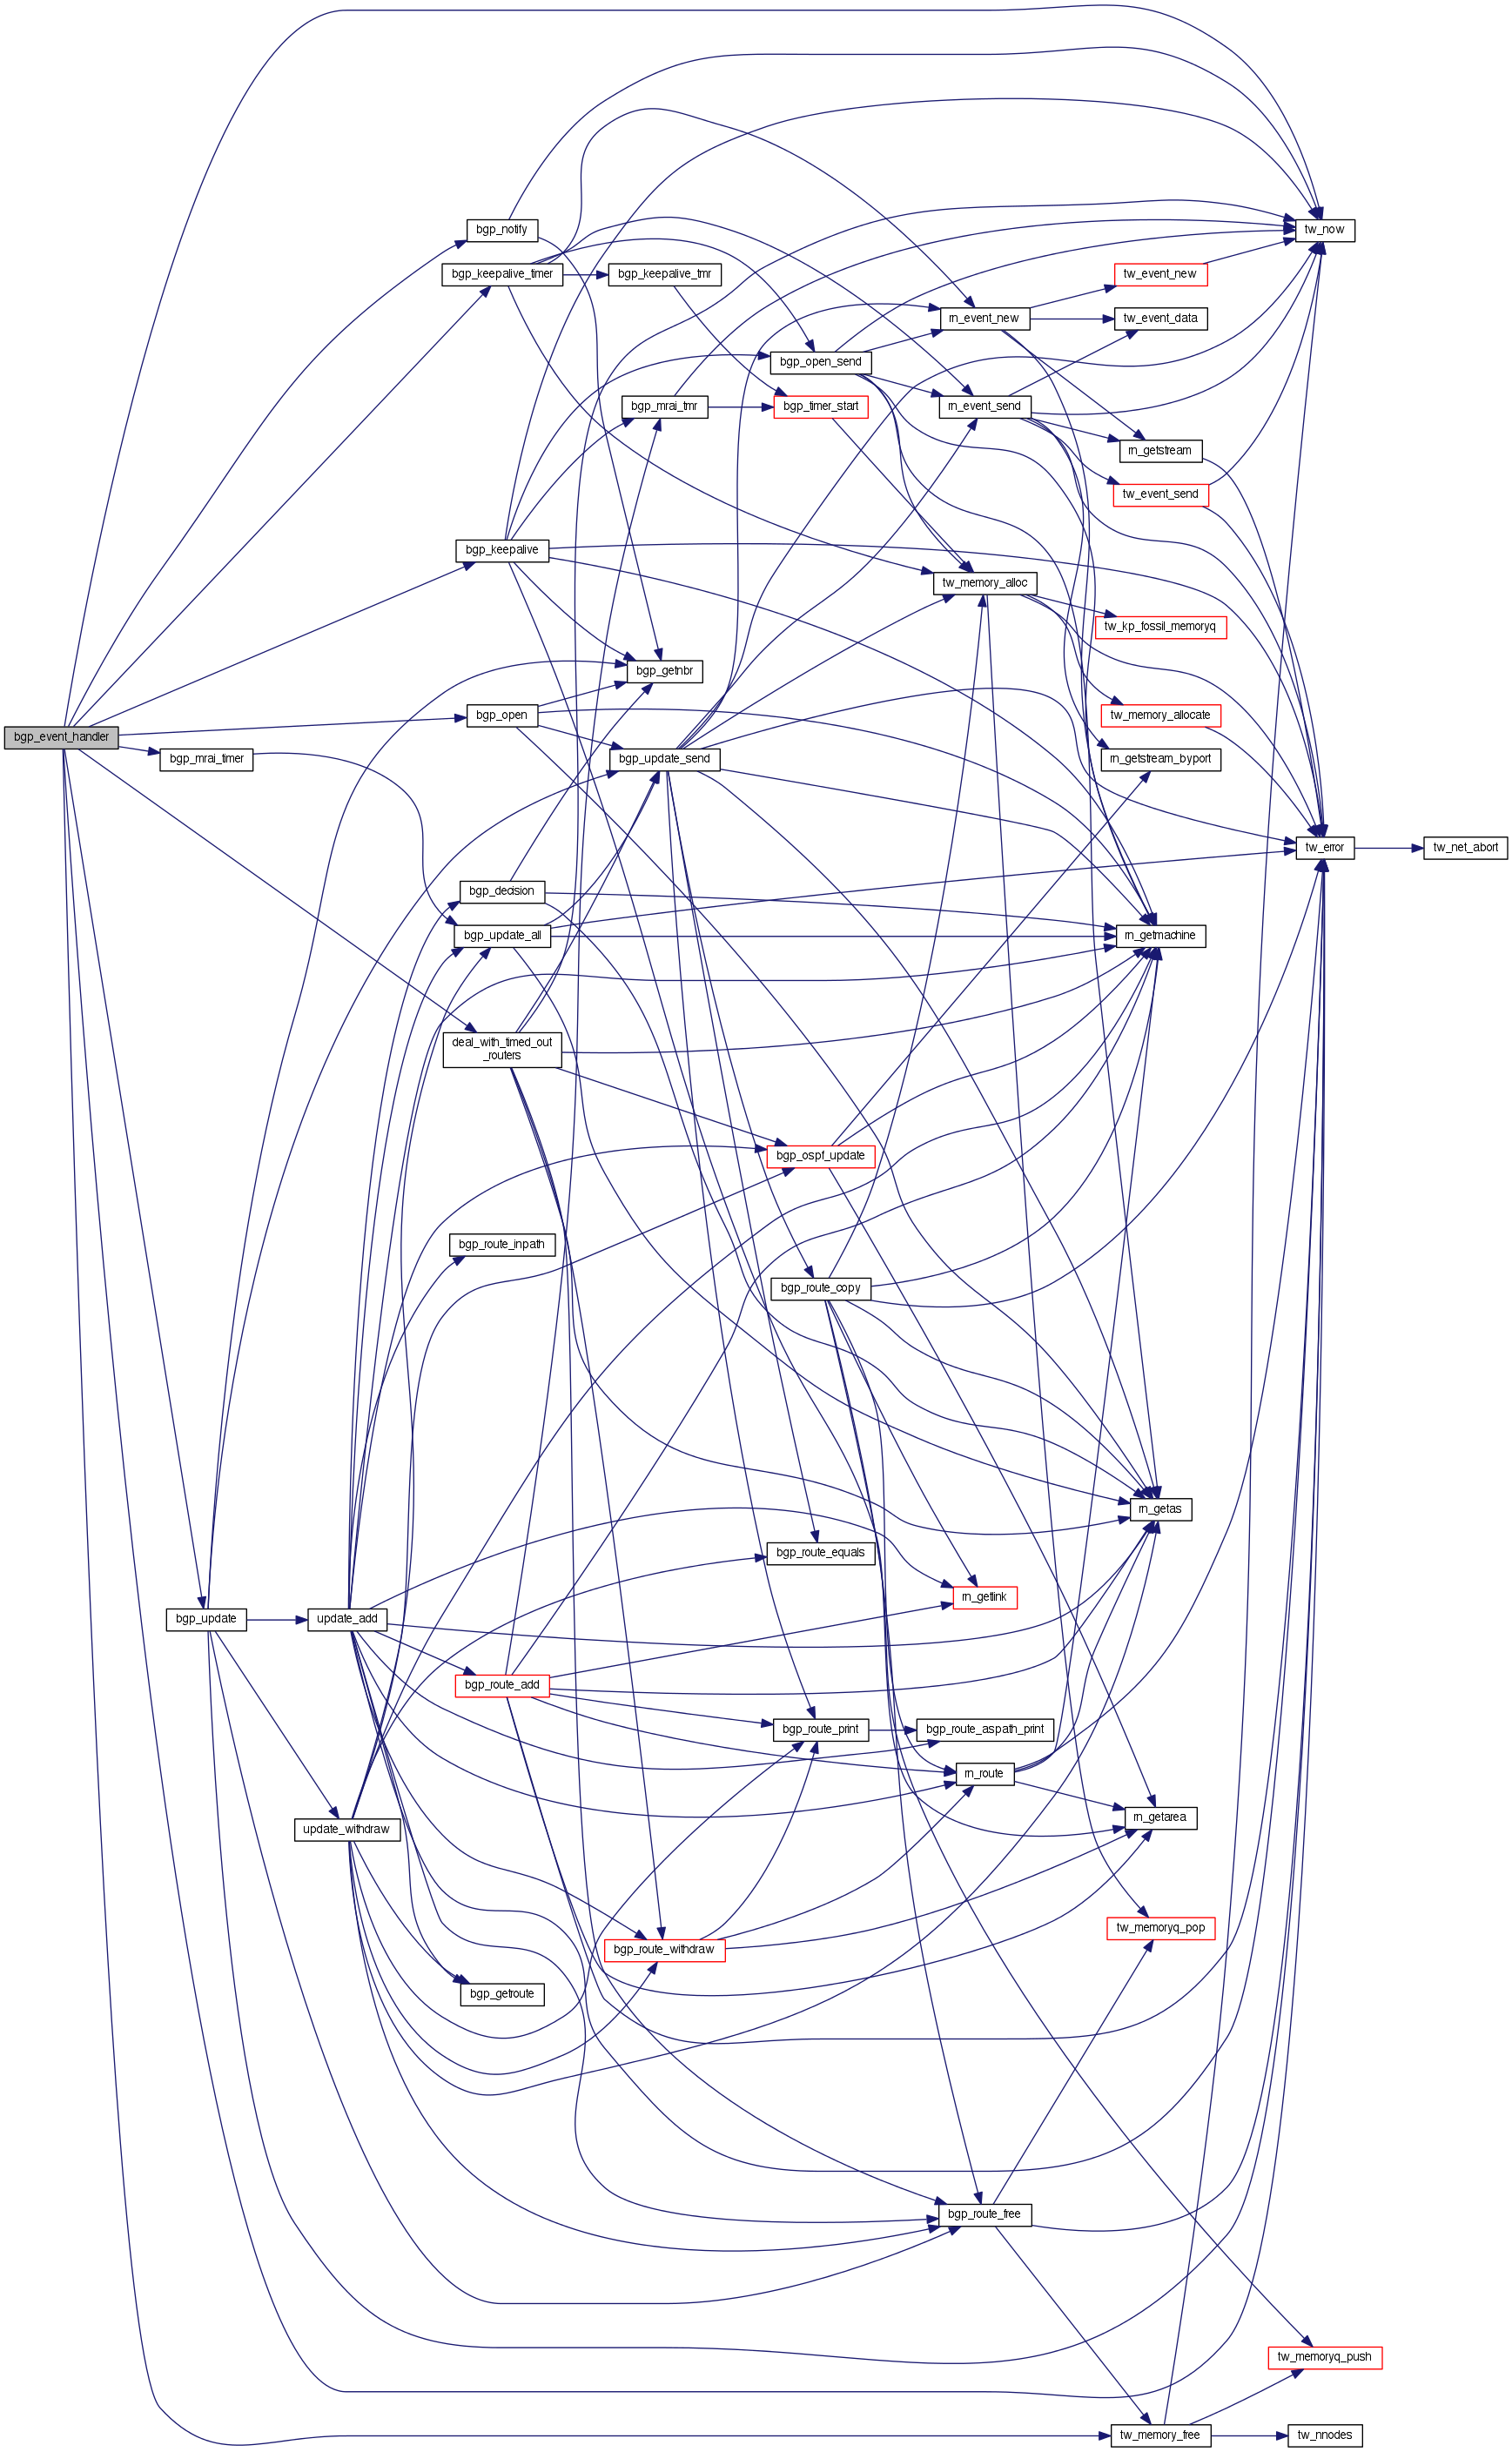 bgp_notify
tw_now
bgp_keepalive_timer
bgp_keepalive_tmr
tw_event_new
rn_event_new
tw_event_data
bgp_open_send
bgp_mrai_tmr
bgp_timer_start
rn_event_send
rn_getstream
tw_event_send
bgp_keepalive
tw_memory_alloc
tw_kp_fossil_memoryq
bgp_getnbr
bgp_open
tw_memory_allocate
bgp_event_handler
bgp_mrai_timer
bgp_update_send
rn_getstream_byport
tw_error
tw_net_abort
bgp_decision
bgp_update_all
rn_getmachine
deal_with_timed_out
_routers
bgp_ospf_update
bgp_route_inpath
bgp_route_copy
rn_getas
bgp_route_equals
rn_getlink
bgp_update
update_add
bgp_route_add
bgp_route_print
bgp_route_aspath_print
rn_route
rn_getarea
update_withdraw
tw_memoryq_pop
bgp_route_withdraw
bgp_getroute
bgp_route_free
tw_memoryq_push
tw_memory_free
tw_nnodes